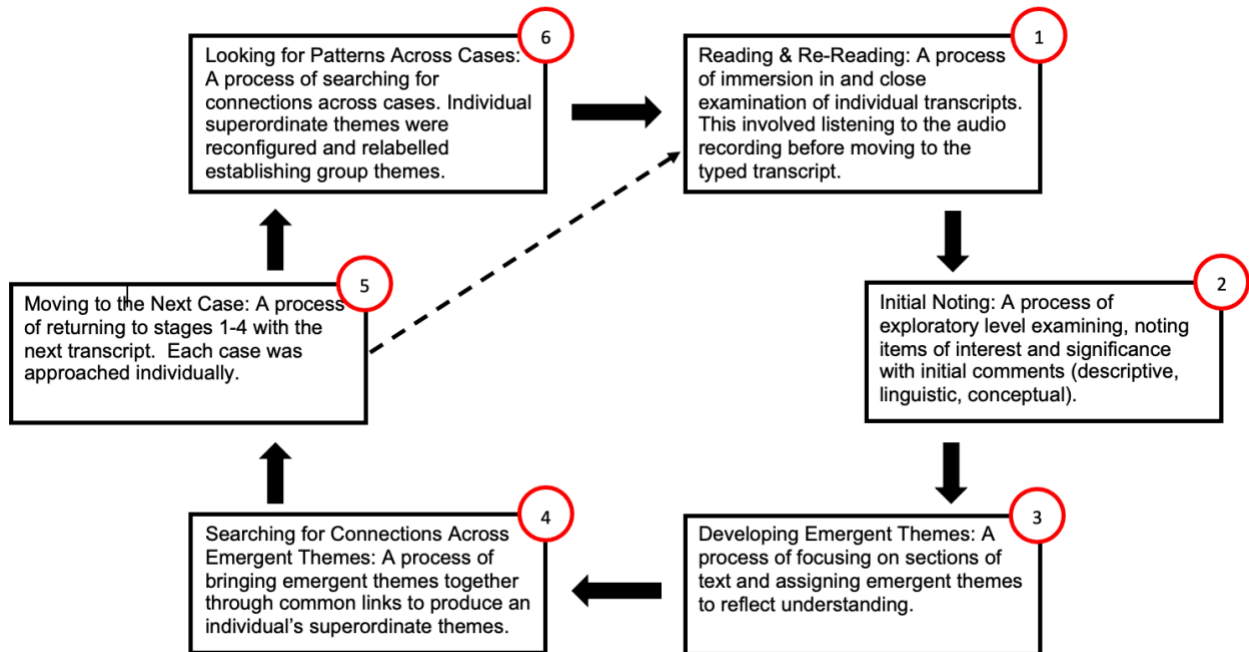 1
Reading & Re-Reading: A process
of immersion in and close
examination of individual transcripts.
This involved listening to the audio
recording before moving to the
typed transcript.
2
Initial Noting: A process of
exploratory level examining, noting
items of interest and significance
with initial comments (descriptive,
linguistic, conceptual).
3
Developing Emergent Themes: A
process of focusing on sections of
text and assigning emergent themes
to reflect understanding.
4
Searching for Connections Across
Emergent Themes: A process of
bringing emergent themes together
through common links to produce an
individual’s superordinate themes.
5
Moving to the Next Case: A process
of returning to stages 1-4 with the
next transcript.  Each case was
approached individually.
6
Looking for Patterns Across Cases:
A process of searching for
connections across cases. Individual
superordinate themes were
reconfigured and relabelled
establishing group themes.